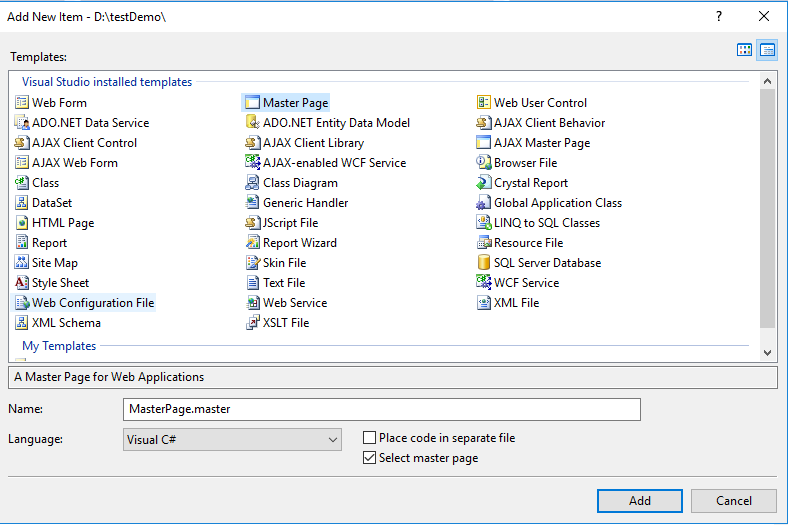 Add New Item - D:\testDemo\
?
Templates:
Visual Studio installed templates
Web Form Master Page Web User Control
ADO.NET Data Service ADO.NET Entity Data Model AJAX Client Behavior
AJAX Client Control AJAX Client Library AJAX Master Page
AJAX Web Form AJAX-enabled WCF Service Browser File
Class Class Diagram Crystal Report
DataSet Generic Handler Global Application Class
HTML Page JScript File LINQ to SQL Classes
Report Report Wizard Resource File
Site Map Skin File SQL Server Database
Style Sheet Text File WCF Service
Web Configuration File Web Service XML File
XML Schema XSLT File
My Templates
A Master Page for Web Applications
Name: MasterPage.master
Language: Visual C# Place code in separate file
Select master page
Add Cancel